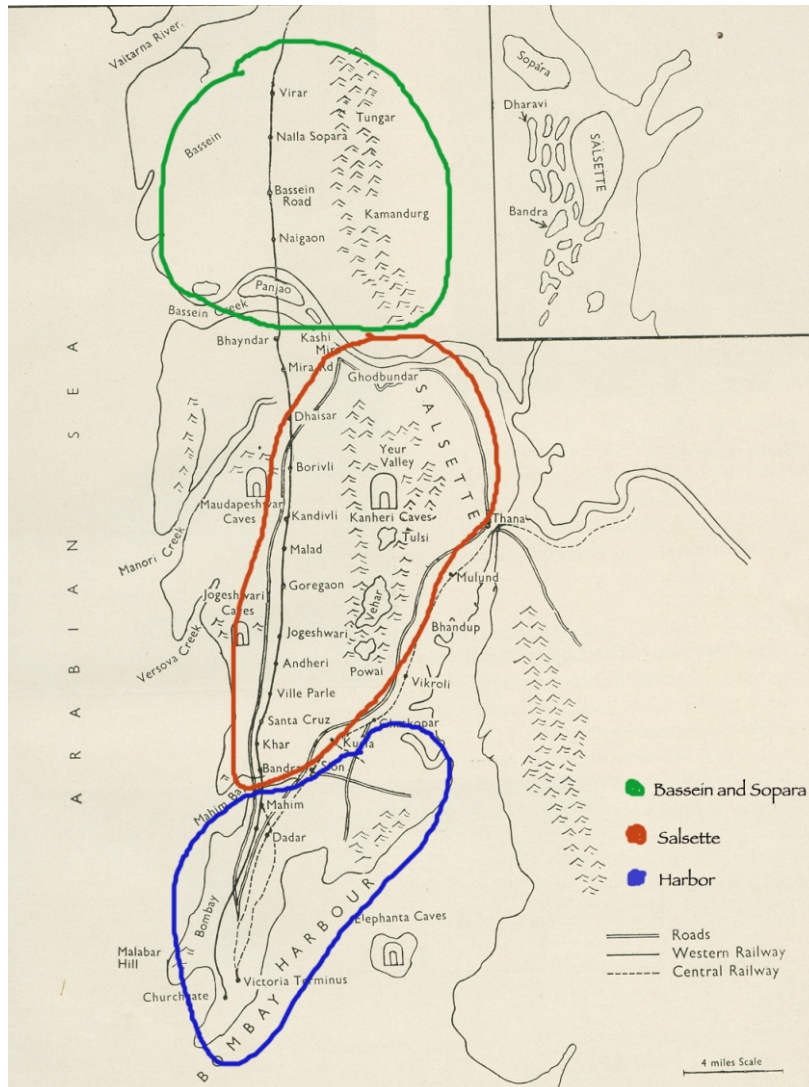 Vaitarna River.
Virar
Tungar
Bassein
Nalla Sopara
Bassein
Road
Kamandurg
Naigaon
Panjao
Bassein Creek
Bhayndar
Kashi
Mir
Mira Rd
Ghodbundar
SALSETTE
Dhaisar
Yeur
Valley
Borivli
Maudapeshwar
Caves
Kandivli
Kanheri Caves
Thana
Tulsi
Manori Creek
Malad
Mulund
Goregaon
Vehar
Jogeshwari
Caves
Bhandup
Jogeshwari
Versova Creek
Andheri
Powai
Vikroli
Ville Parle
Santa Cruz
Ghatkopar
Khar
Kurla
Bandra
Sion
Mahim Ba
Mahim
Dadar
Bombay
Elephanta Caves
Malabar
Hill
Victoria Terminus
Churchgate
BOMBAY HARBOUR
ARABIAN SEA
Sopara
Dharavi
SALSETTE
Bandra
Bassein and Sopara
Salsette
Harbor
Roads
Western Railway
Central Railway
4 miles Scale